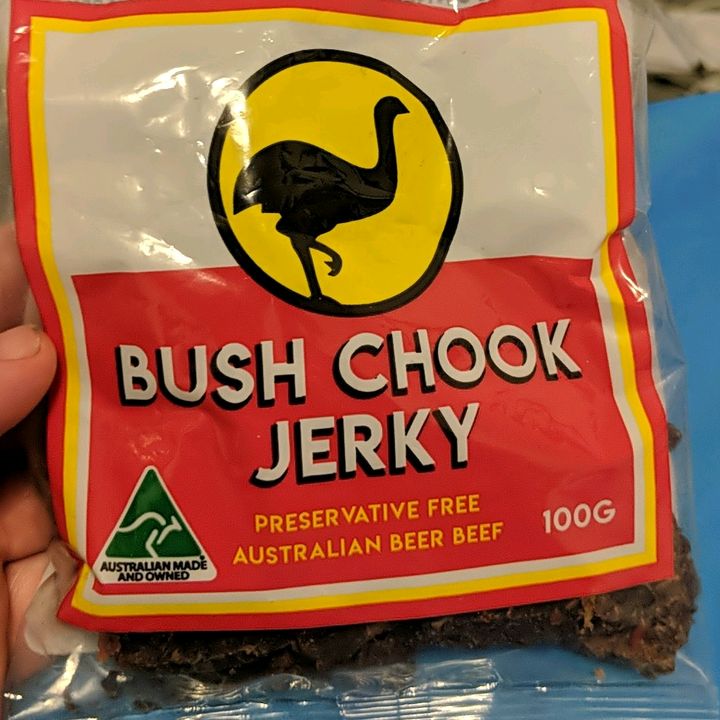 BUSH CHOOK
JERKY
PRESERVATIVE FREE
AUSTRALIAN BEER BEEF
100G
AUSTRALIAN MADE
AND OWNED